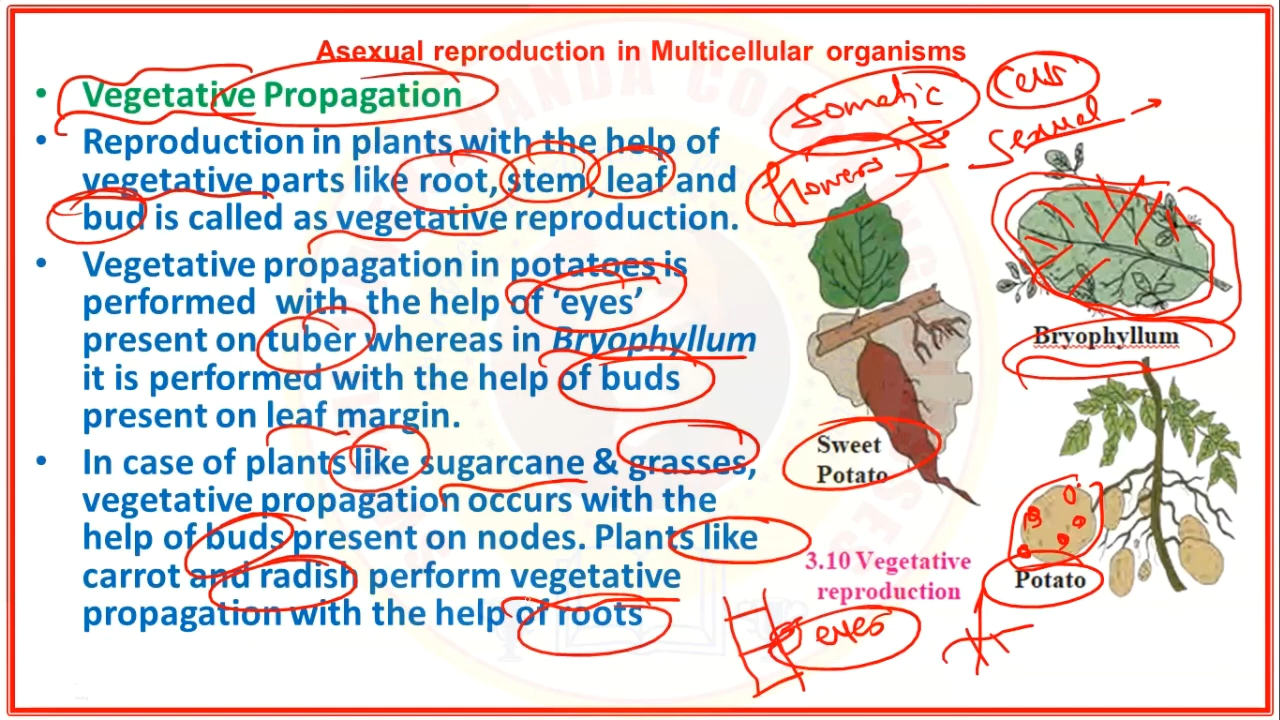 Asexual reproduction in Multicellular organisms
• Vegetative Propagation
• Reproduction in plants with the help of
vegetative parts like root, stem, leaf and
bud is called as vegetative reproduction.
• Vegetative propagation in potatoes is
performed with the help of ‘eyes’
present on tuber whereas in Bryophyllum
it is performed with the help of buds
present on leaf margin.
• In case of plants like sugarcane & grasses,
vegetative propagation occurs with the
help of buds present on nodes. Plants like
carrot and radish perform vegetative
propagation with the help of roots
Somatic
Cells
Sexual
flowers
Bryophyllum
Sweet
Potato
Potato
3.10 Vegetative
reproduction
eyes